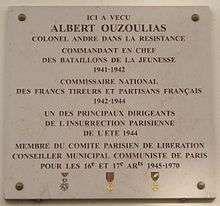 ICI A VECU
ALBERT OUZOULIAS
COLONEL ANDRE DANS LA RESISTANCE
COMMANDANT EN CHEF
DES BATAILLONS DE LA JEUNESSE
1941-1942
COMMISSAIRE NATIONAL
DES FRANCS TIREURS ET PARTISANS FRANÇAIS
1942-1944
UN DES PRINCIPAUX DIRIGEANTS
DE L'INSURRECTION PARISIENNE
DE L'ETE 1944
MEMBRE DU COMITE PARISIEN DE LIBERATION
CONSEILLER MUNICIPAL COMMUNISTE DE PARIS
POUR LES 16E ET 17E ARTS 1945-1970